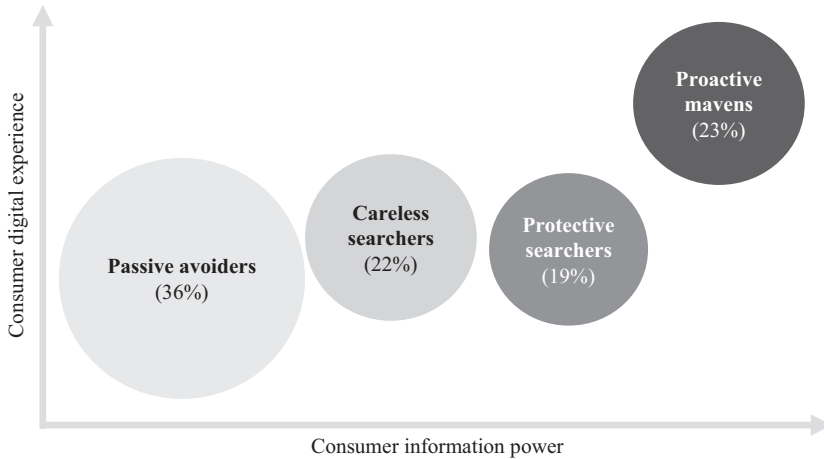 Consumer digital experience
Proactive
mavens
(23%)
Careless
searchers
(22%)
Protective
searchers
(19%)
Passive avoiders
(36%)
Consumer information power